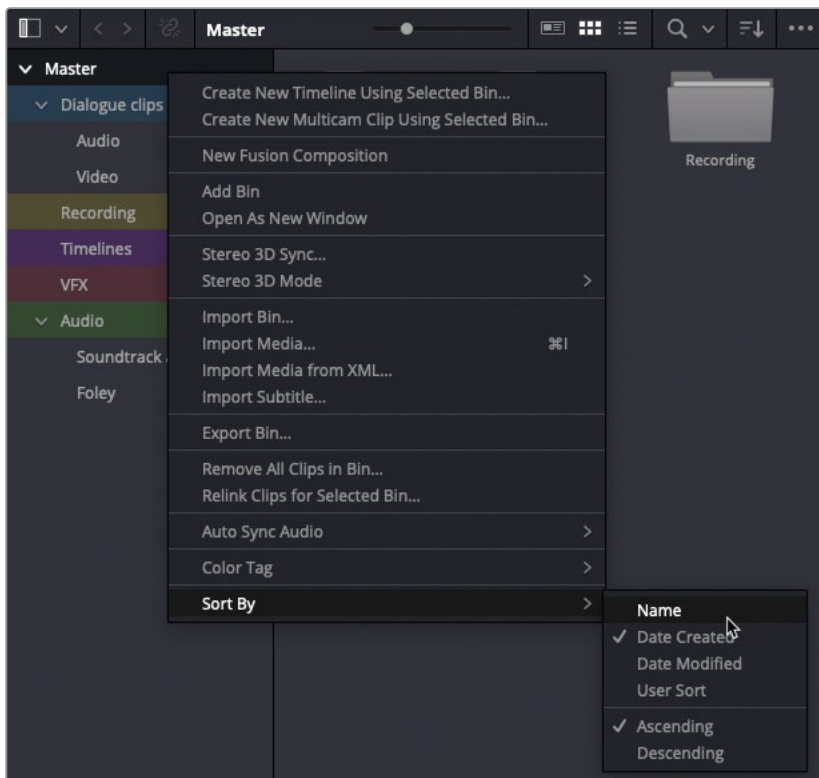 Master
Master
Dialogue clips
Audio
Video
Recording
Timelines
VFX
Audio
Soundtrack
Foley
Create New Timeline Using Selected Bin...
Create New Multicam Clip Using Selected Bin...
New Fusion Composition
Add Bin
Open As New Window
Stereo 3D Sync...
Stereo 3D Mode
Import Bin...
Import Media... ⌘I
Import Media from XML...
Import Subtitle...
Export Bin...
Remove All Clips in Bin...
Relink Clips for Selected Bin...
Auto Sync Audio
Color Tag
Sort By
Name
Date Created
Date Modified
User Sort
Ascending
Descending
Recording